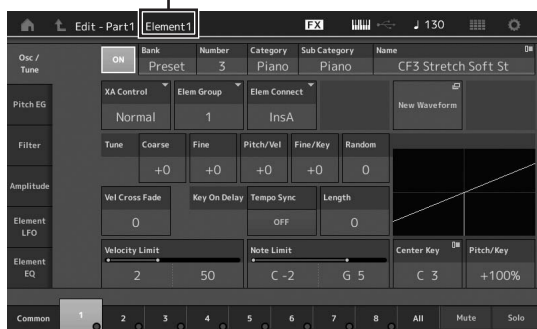 Edit - Part1 Element1 FX 130
Osc / Tune
Pitch EG
Filter
Amplitude
Element LFO
Element EQ
ON
Bank Number Category Sub Category Name
Preset 3 Piano Piano CF3 Stretch Soft St
XA Control Elem Group Elem Connect
Normal 1 InsA
New Waveform
Tune Coarse Fine Pitch/Vel Fine/Key Random
+0 +0 +0 +0 0
Vel Cross Fade Key On Delay Tempo Sync Length
0 OFF 0
Velocity Limit Note Limit Center Key Pitch/Key
2 50 C -2 G 5 C 3 +100%
Common 1 2 3 4 5 6 7 8 All Mute Solo